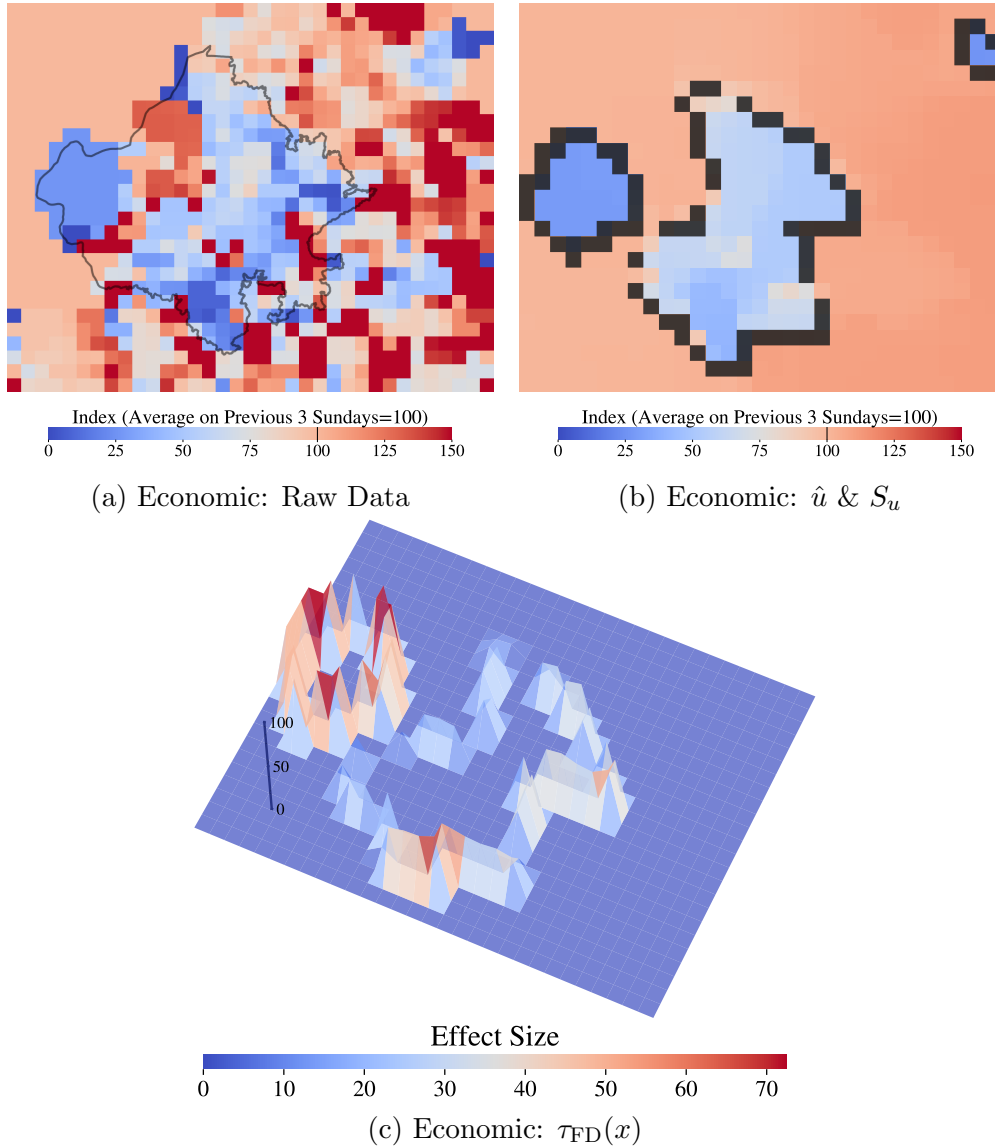 Index (Average on Previous 3 Sundays=100)
0 25 50 75 100 125 150
(a) Economic: Raw Data
Index (Average on Previous 3 Sundays=100)
0 25 50 75 100 125 150
(b) Economic: û & Sᵤ
100
50
0
Effect Size
0 10 20 30 40 50 60 70
(c) Economic: τ_FD(x)